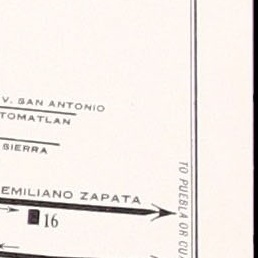 V. SAN ANTONIO
TOMATLAN
SIERRA
EMILIANO ZAPATA
16
TO PUEBLA OR CU